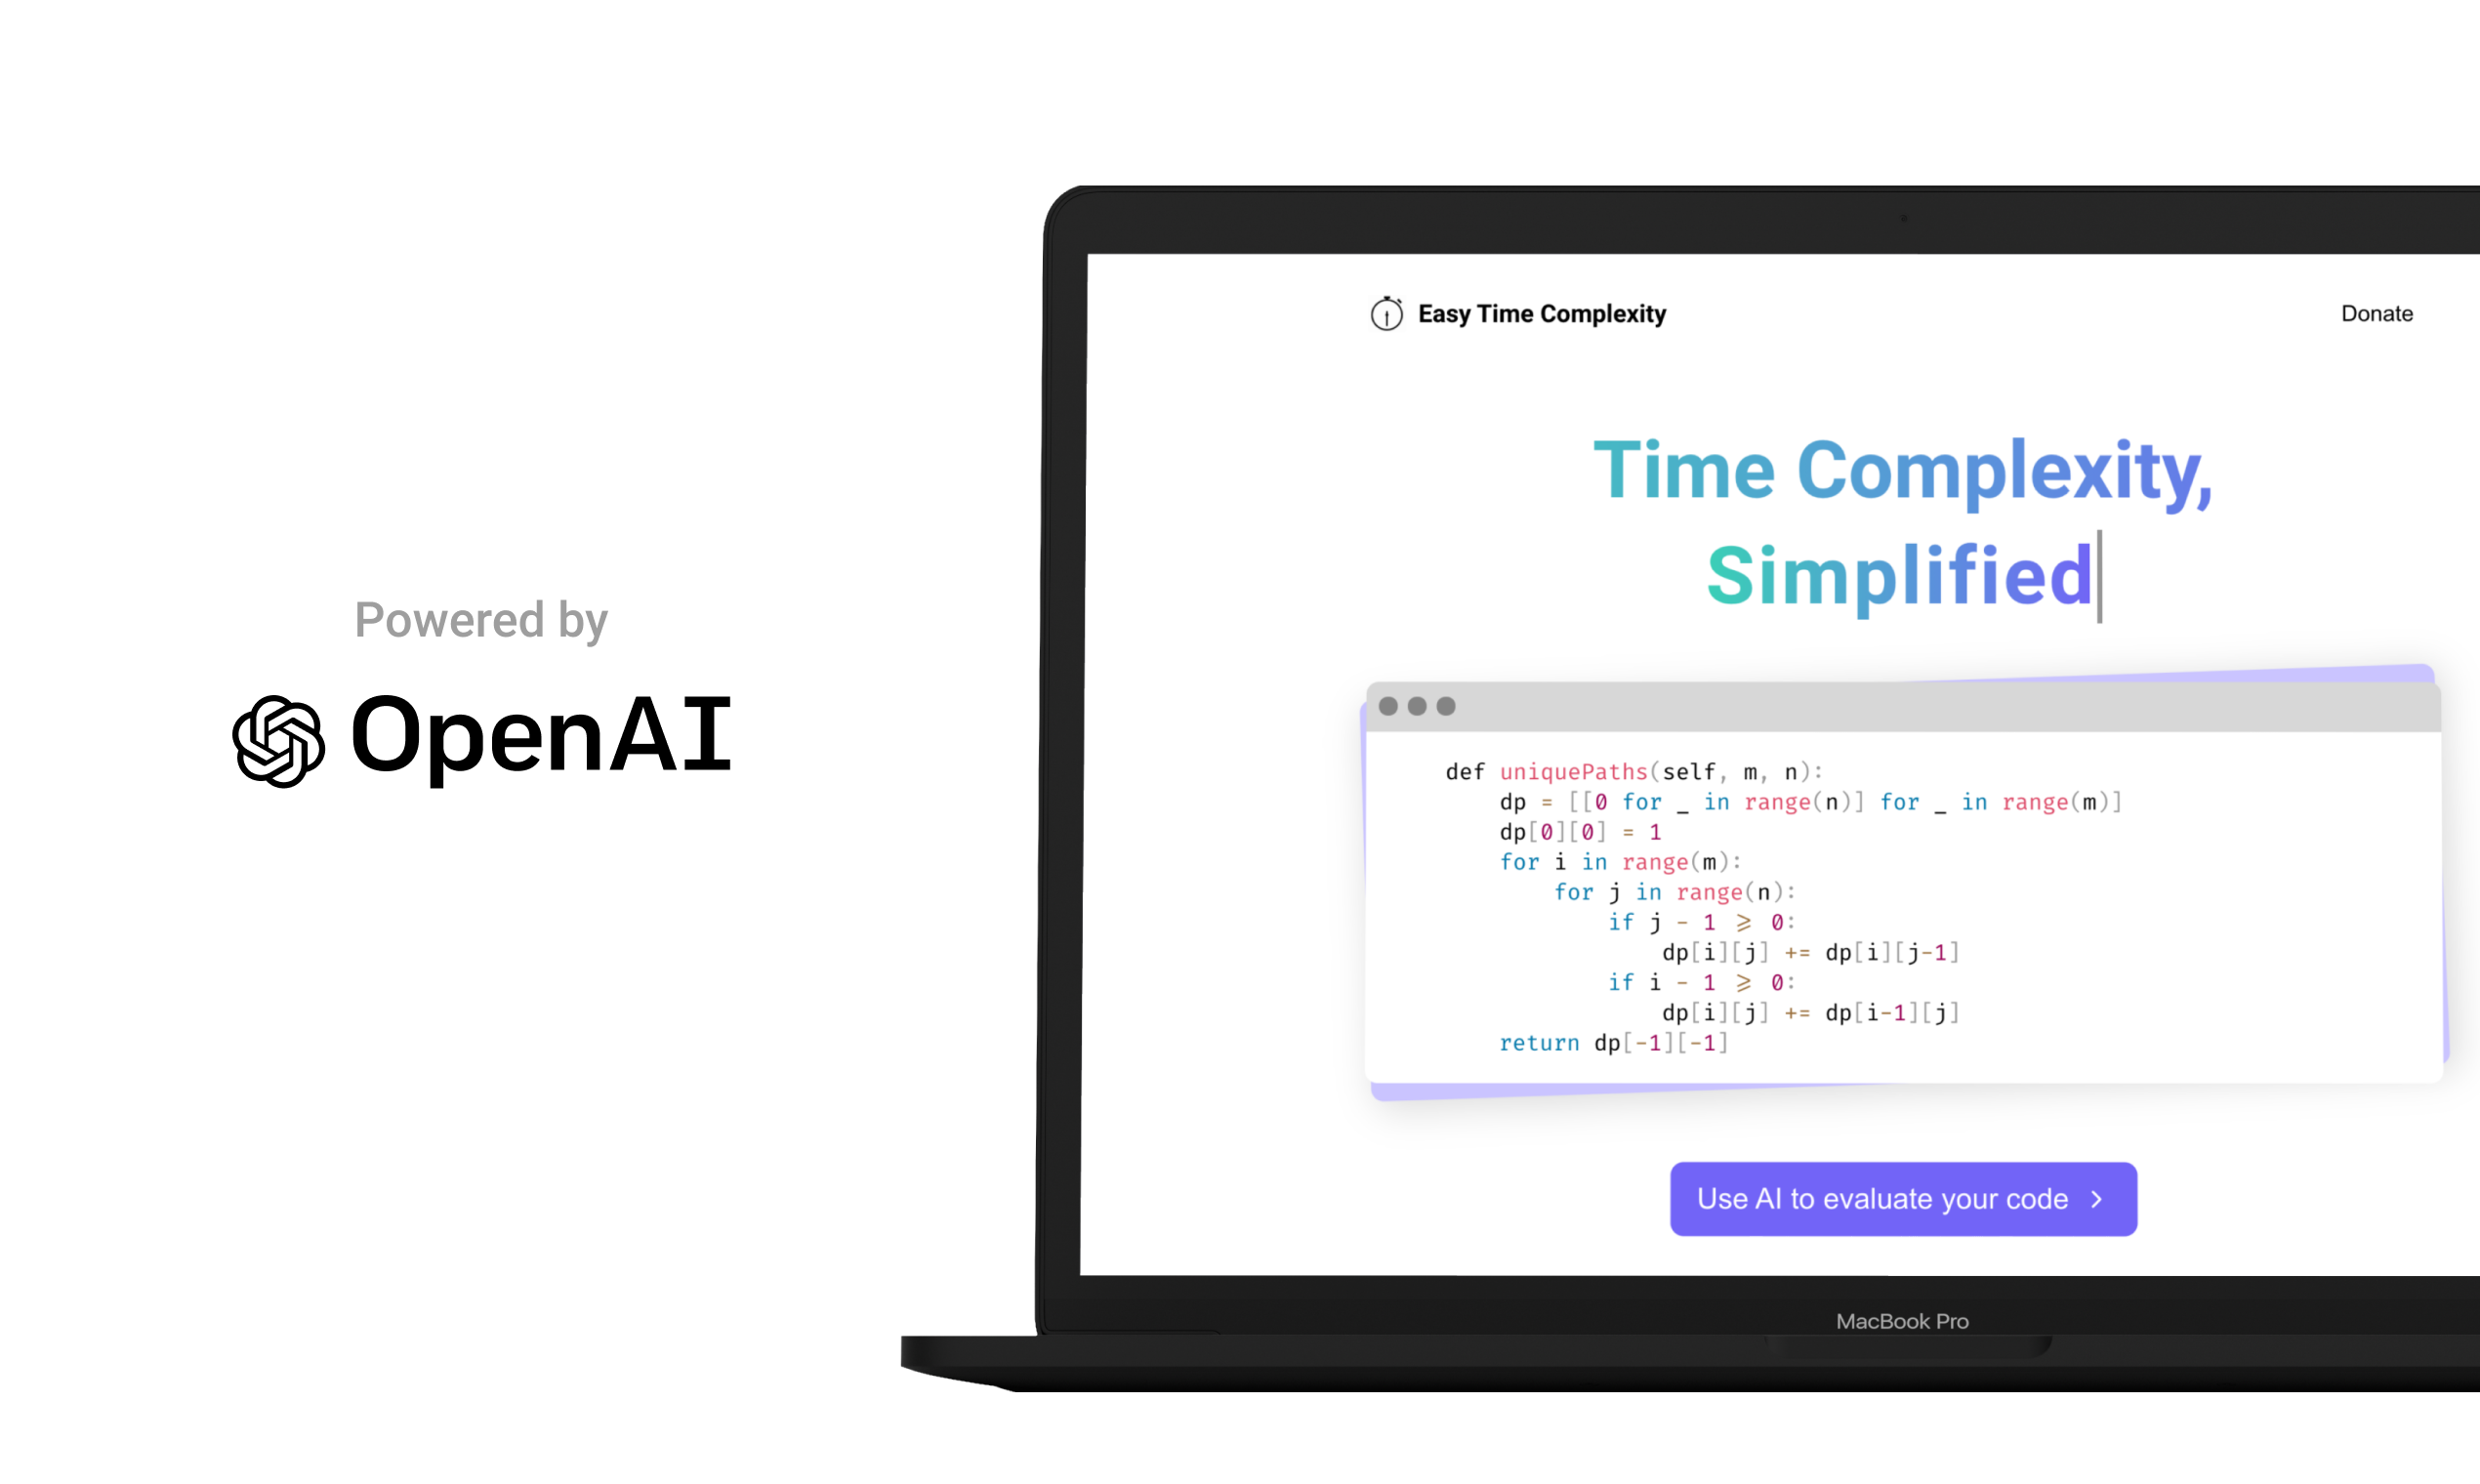 Powered by
OpenAI
Easy Time Complexity
Donate
Time Complexity,
Simplified
def uniquePaths(self, m, n):
    dp = [[0 for _ in range(n)] for _ in range(m)]
    dp[0][0] = 1
    for i in range(m):
        for j in range(n):
            if j - 1 ⩾ 0:
                dp[i][j] += dp[i][j-1]
            if i - 1 ⩾ 0:
                dp[i][j] += dp[i-1][j]
    return dp[-1][-1]
Use AI to evaluate your code >
MacBook Pro